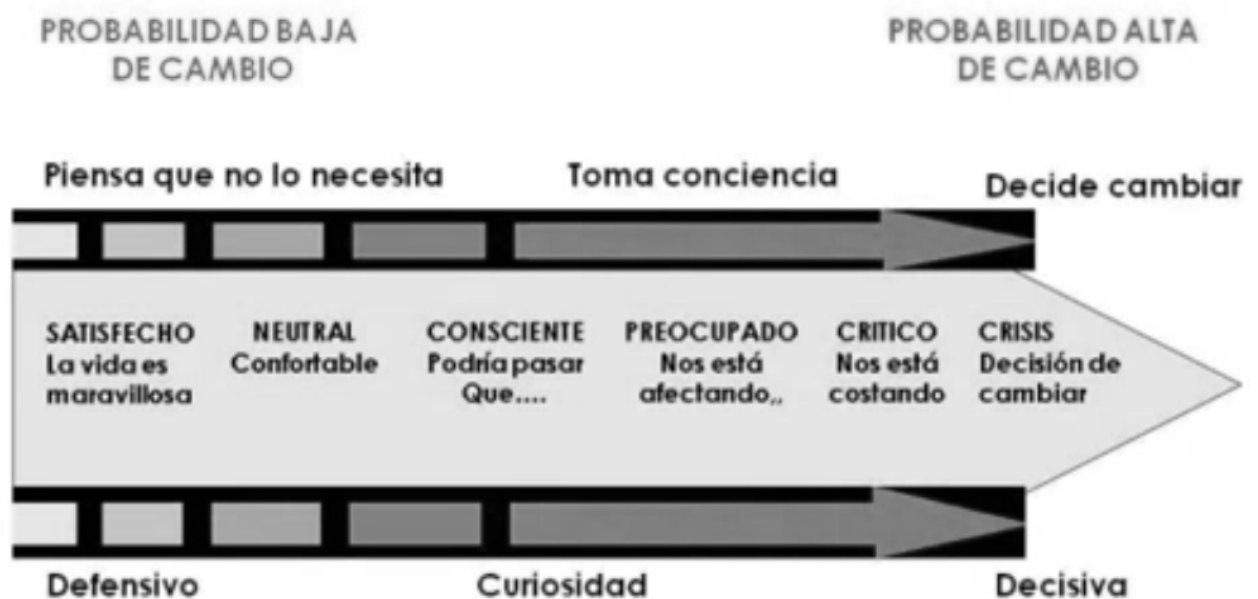 PROBABILIDAD BAJA
DE CAMBIO
PROBABILIDAD ALTA
DE CAMBIO
Piensa que no lo necesita
Toma conciencia
Decide cambiar
SATISFECHO
La vida es
maravillosa
NEUTRAL
Confortable
CONSCIENTE
Podría pasar
Que....
PREOCUPADO
Nos está
afectando,,
CRITICO
Nos está
costando
CRISIS
Decisión de
cambiar
Defensivo
Curiosidad
Decisiva